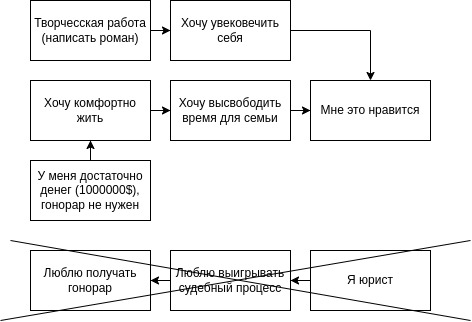 Творчесская работа
(написать роман)
Хочу увековечить
себя
Хочу комфортно
жить
Хочу высвободить
время для семьи
Мне это нравится
У меня достаточно
денег (1000000$),
гонорар не нужен
Люблю получать
гонорар
Люблю выигрывать
судебный процесс
Я юрист